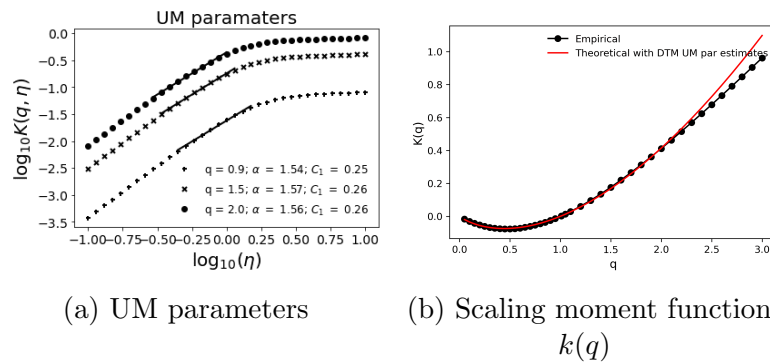 UM paramaters
log10K(q, η)
0.0
−0.5
−1.0
−1.5
−2.0
−2.5
−3.0
−3.5
q = 0.9; α = 1.54; C1 = 0.25
q = 1.5; α = 1.57; C1 = 0.26
q = 2.0; α = 1.56; C1 = 0.26
−1.00 −0.75 −0.50 −0.25 0.00 0.25 0.50 0.75 1.00
log10(η)
(a) UM parameters
Empirical
Theoretical with DTM UM par estimates
K(q)
1.0
0.8
0.6
0.4
0.2
0.0
0.0 0.5 1.0 1.5 2.0 2.5 3.0
q
(b) Scaling moment function
k(q)